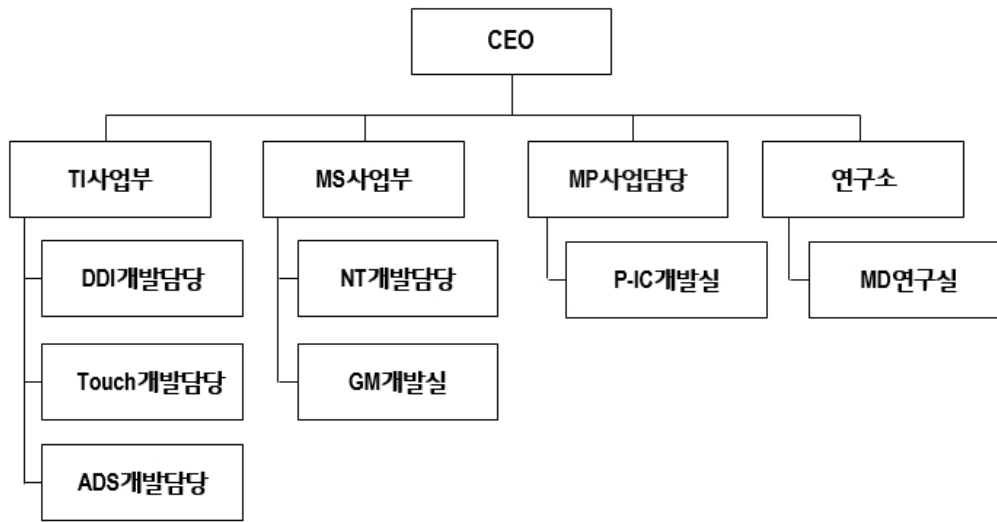 CEO
TI사업부
MS사업부
MP사업담당
연구소
DDI개발담당
NT개발담당
P-IC개발실
MD연구실
Touch개발담당
GM개발실
ADS개발담당